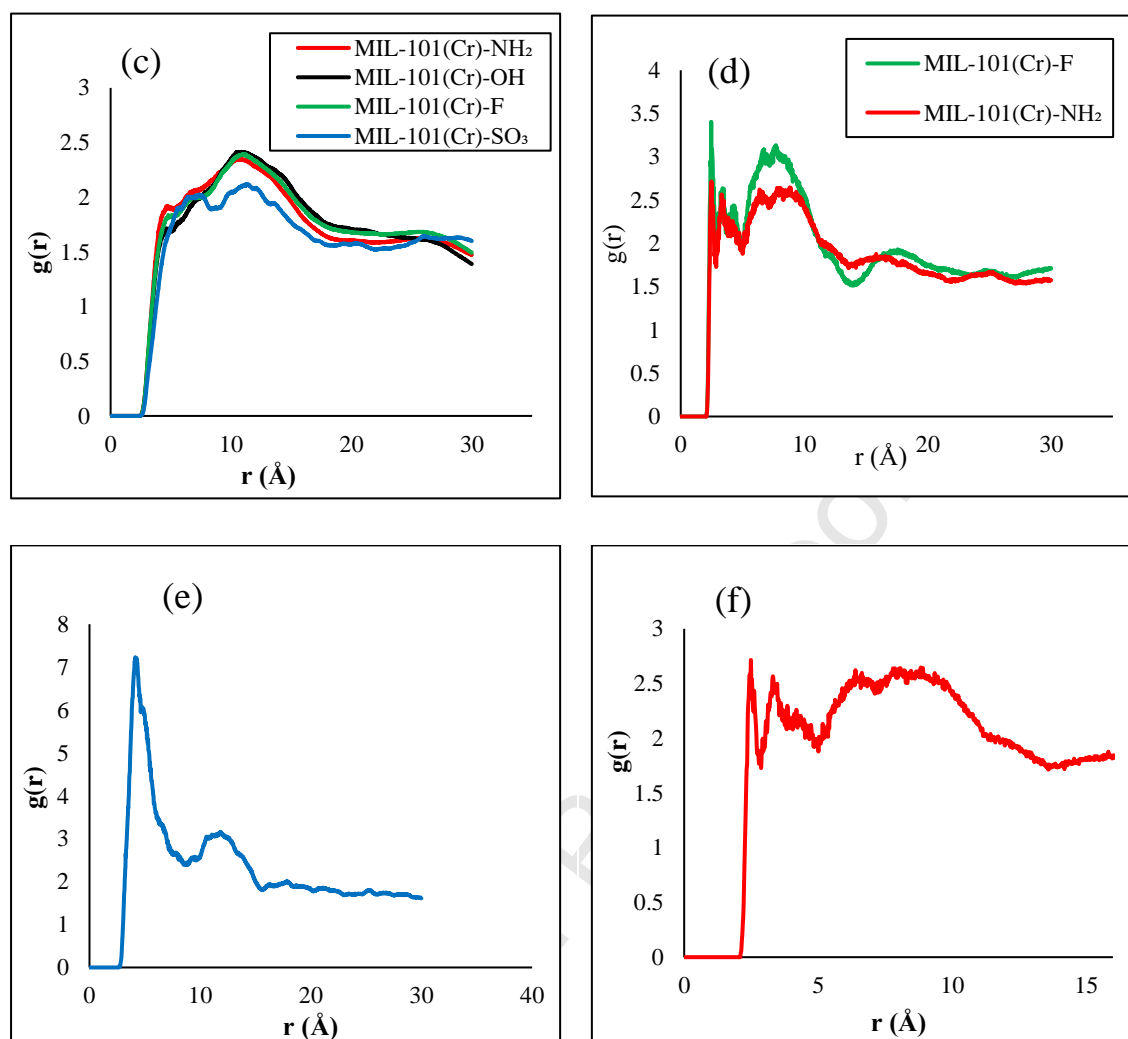 (c)
MIL-101(Cr)-NH₂
MIL-101(Cr)-OH
MIL-101(Cr)-F
MIL-101(Cr)-SO₃
3
2.5
2
1.5
1
0.5
0
g(r)
0 10 20 30
r (Å)
(d)
MIL-101(Cr)-F
MIL-101(Cr)-NH₂
4
3.5
3
2.5
2
1.5
1
0.5
0
g(r)
0 10 20 30
r (Å)
(e)
8
7
6
5
4
3
2
1
0
g(r)
0 10 20 30 40
r (Å)
(f)
3
2.5
2
1.5
1
0.5
0
g(r)
0 5 10 15
r (Å)